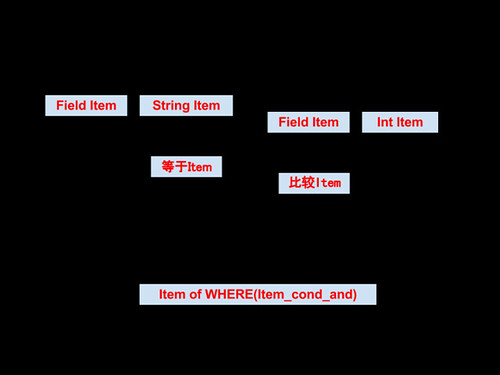 Field Item
String Item
Field Item
Int Item
等于item
比较Item
Item of WHERE(Item_cond_and)